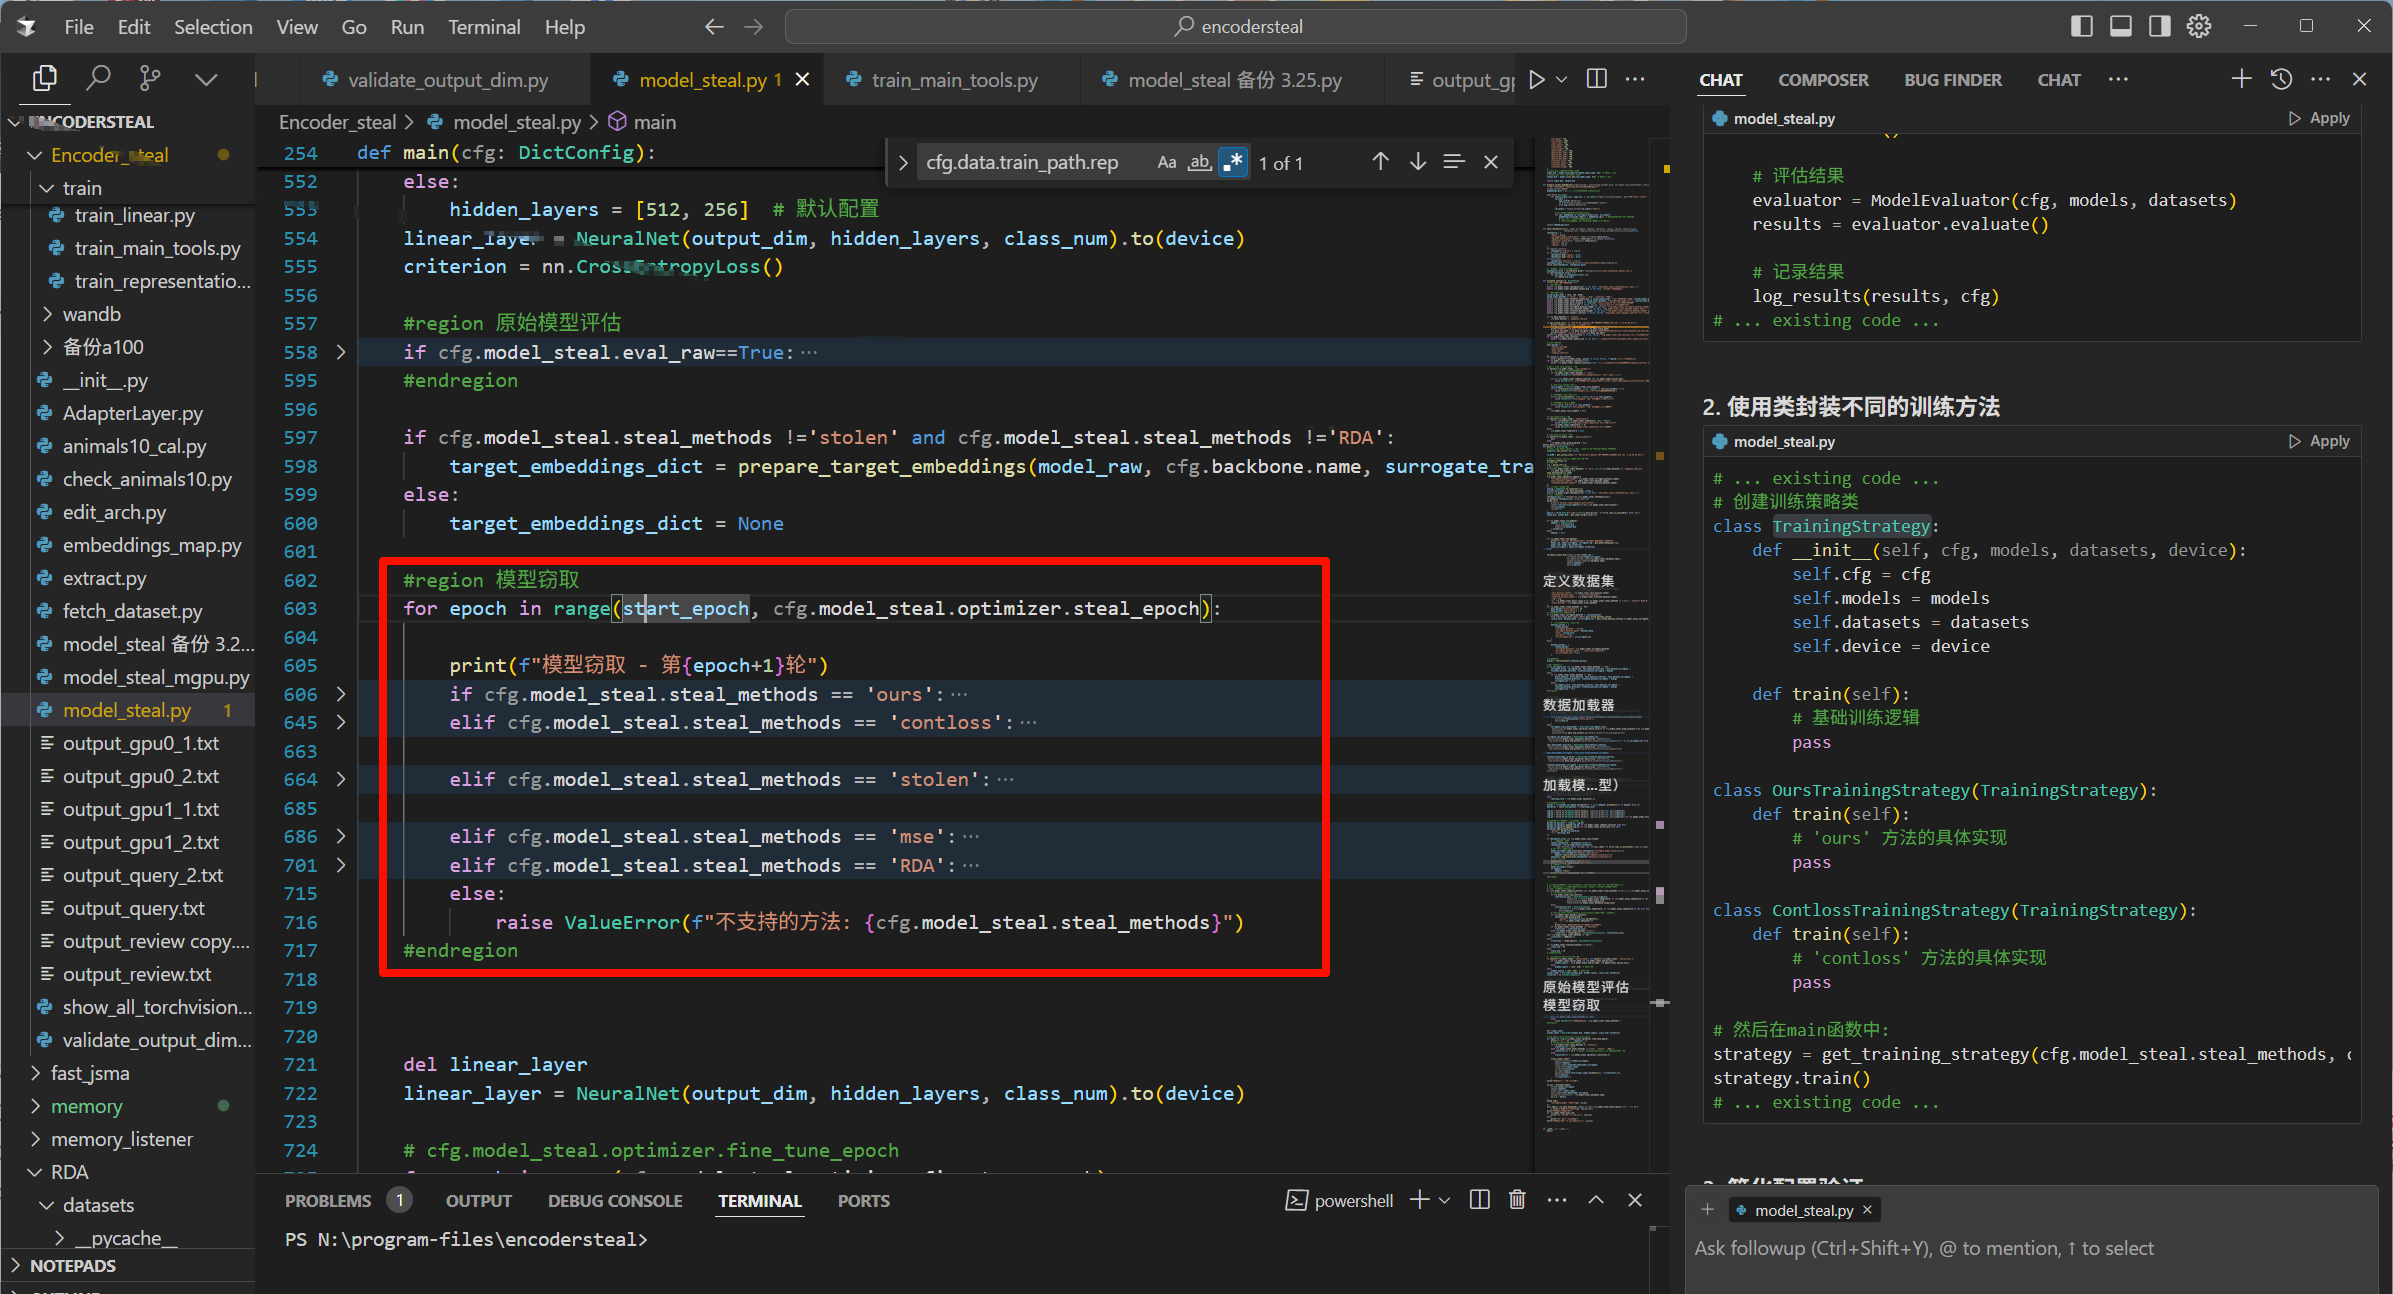 File Edit Selection View Go Run Terminal Help
encodersteal
validate_output_dim.py
model_steal.py 1
train_main_tools.py
model_steal 备份 3.25.py
CHAT COMPOSER BUG FINDER CHAT
Encoder_steal > model_steal.py > main
cfg.data.train_path.rep
Aa ab .* 1 of 1
train
train_linear.py
train_main_tools.py
train_representatio...
wandb
备份a100
__init__.py
AdapterLayer.py
animals10_cal.py
check_animals10.py
edit_arch.py
embeddings_map.py
extract.py
fetch_dataset.py
model_steal 备份 3.2...
model_steal_mgpu.py
model_steal.py 1
output_gpu0_1.txt
output_gpu0_2.txt
output_gpu1_1.txt
output_gpu1_2.txt
output_query_2.txt
output_query.txt
output_review copy....
output_review.txt
show_all_torchvision...
validate_output_dim...
fast_jsma
memory
memory_listener
RDA
datasets
__pycache__
NOTEPADS
254 def main(cfg: DictConfig):
552 else:
553 hidden_layers = [512, 256] # 默认配置
554 linear_layer = NeuralNet(output_dim, hidden_layers, class_num).to(device)
555 criterion = nn.CrossEntropyLoss()
556
557 #region 原始模型评估
558 if cfg.model_steal.eval_raw==True:···
595 #endregion
596
597 if cfg.model_steal.steal_methods !='stolen' and cfg.model_steal.steal_methods !='RDA':
598 target_embeddings_dict = prepare_target_embeddings(model_raw, cfg.backbone.name, surrogate_tra
599 else:
600 target_embeddings_dict = None
601
602 #region 模型窃取
603 for epoch in range(start_epoch, cfg.model_steal.optimizer.steal_epoch):
604
605 print(f"模型窃取 - 第{epoch+1}轮")
606 if cfg.model_steal.steal_methods == 'ours':···
645 elif cfg.model_steal.steal_methods == 'contloss':···
663
664 elif cfg.model_steal.steal_methods == 'stolen':···
685
686 elif cfg.model_steal.steal_methods == 'mse':···
701 elif cfg.model_steal.steal_methods == 'RDA':···
715 else:
716 raise ValueError(f"不支持的方法: {cfg.model_steal.steal_methods}")
717 #endregion
718
719
720
721 del linear_layer
722 linear_layer = NeuralNet(output_dim, hidden_layers, class_num).to(device)
723
724 # cfg.model_steal.optimizer.fine_tune_epoch
定义数据集
数据加载器
加载模...型）
原始模型评估
模型窃取
PROBLEMS 1 OUTPUT DEBUG CONSOLE TERMINAL PORTS
powershell
PS N:\program-files\encodersteal>
model_steal.py Apply
# 评估结果
evaluator = ModelEvaluator(cfg, models, datasets)
results = evaluator.evaluate()
# 记录结果
log_results(results, cfg)
# ... existing code ...
2. 使用类封装不同的训练方法
model_steal.py Apply
# ... existing code ...
# 创建训练策略类
class TrainingStrategy:
def __init__(self, cfg, models, datasets, device):
self.cfg = cfg
self.models = models
self.datasets = datasets
self.device = device
def train(self):
# 基础训练逻辑
pass
class OursTrainingStrategy(TrainingStrategy):
def train(self):
# 'ours' 方法的具体实现
pass
class ContlossTrainingStrategy(TrainingStrategy):
def train(self):
# 'contloss' 方法的具体实现
pass
# 然后在main函数中:
strategy = get_training_strategy(cfg.model_steal.steal_methods, c
strategy.train()
# ... existing code ...
model_steal.py
Ask followup (Ctrl+Shift+Y), @ to mention, ↑ to select